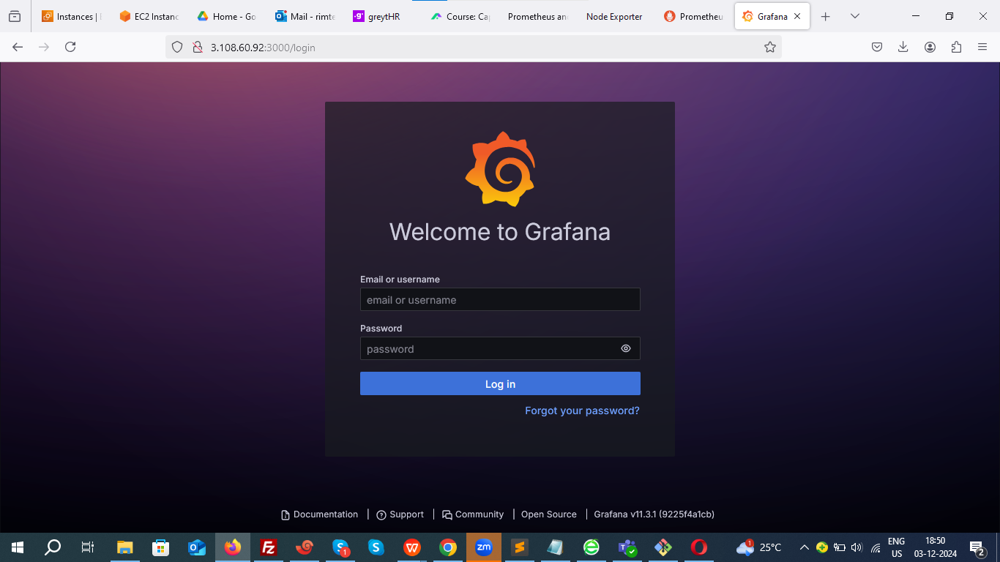 Instances |
EC2 Instanc
Home - Go
Mail - rimte
greytHR
Course: Ca
Prometheus an
Node Exporter
Prometheu
Grafana
3.108.60.92:3000/login
Welcome to Grafana
Email or username
email or username
Password
password
Log in
Forgot your password?
Documentation | Support | Community | Open Source | Grafana v11.3.1 (9225f4a1cb)
25°C
ENG
US
18:50
03-12-2024
2